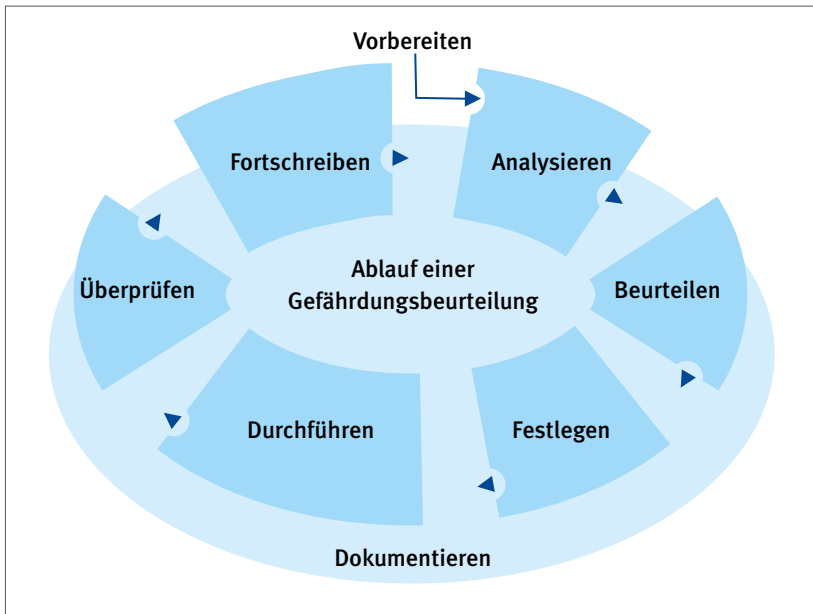 Vorbereiten
Fortschreiben
Analysieren
Überprüfen
Ablauf einer
Gefährdungsbeurteilung
Beurteilen
Durchführen
Festlegen
Dokumentieren